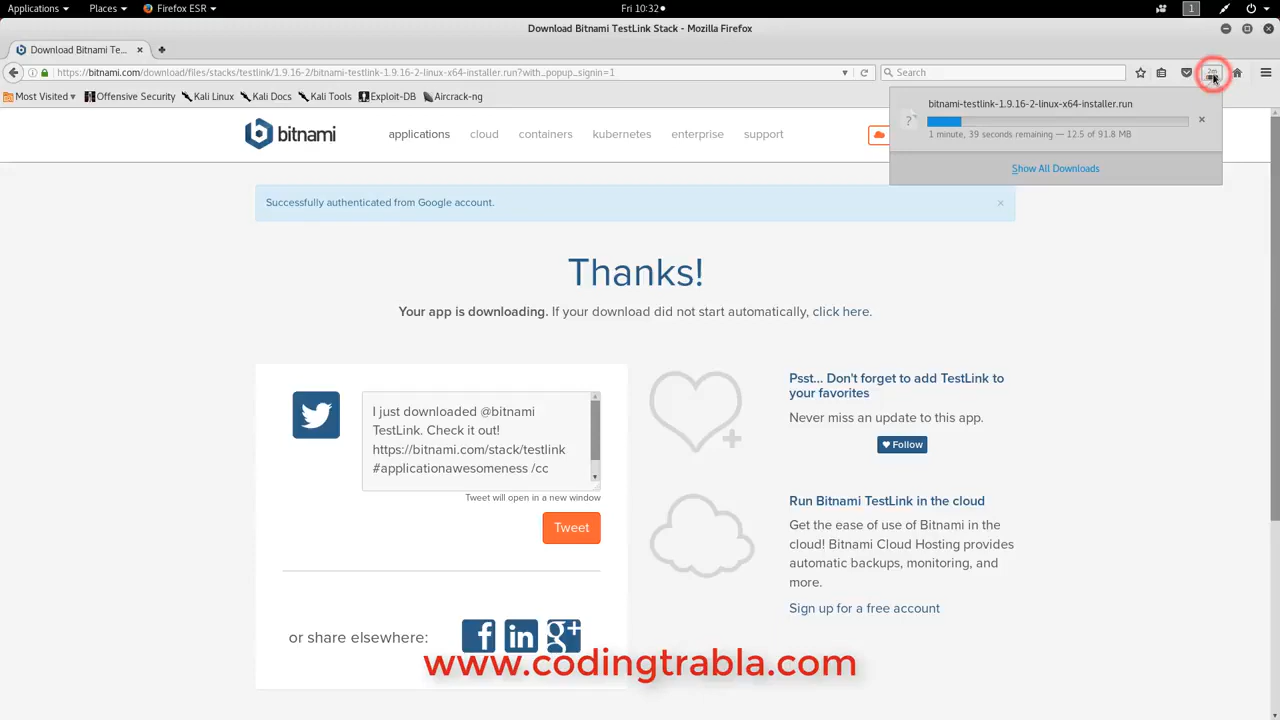 Applications
Places
Firefox ESR
Fri 10:32
1
Download Bitnami TestLink Stack - Mozilla Firefox
Download Bitnami Te...
https://bitnami.com/download/files/stacks/testlink/1.9.16-2/bitnami-testlink-1.9.16-2-linux-x64-installer.run?with_popup_signin=1
Search
2m
Most Visited
Offensive Security
Kali Linux
Kali Docs
Kali Tools
Exploit-DB
Aircrack-ng
bitnami-testlink-1.9.16-2-linux-x64-installer.run
1 minute, 39 seconds remaining — 12.5 of 91.8 MB
Show All Downloads
bitnami
applications
cloud
containers
kubernetes
enterprise
support
Successfully authenticated from Google account.
Thanks!
Your app is downloading. If your download did not start automatically, click here.
I just downloaded @bitnami
TestLink. Check it out!
https://bitnami.com/stack/testlink
#applicationawesomeness /cc
Tweet will open in a new window
Tweet
or share elsewhere:
Psst... Don't forget to add TestLink to
your favorites
Never miss an update to this app.
Follow
Run Bitnami TestLink in the cloud
Get the ease of use of Bitnami in the
cloud! Bitnami Cloud Hosting provides
automatic backups, monitoring, and
more.
Sign up for a free account
www.codingtrabla.com